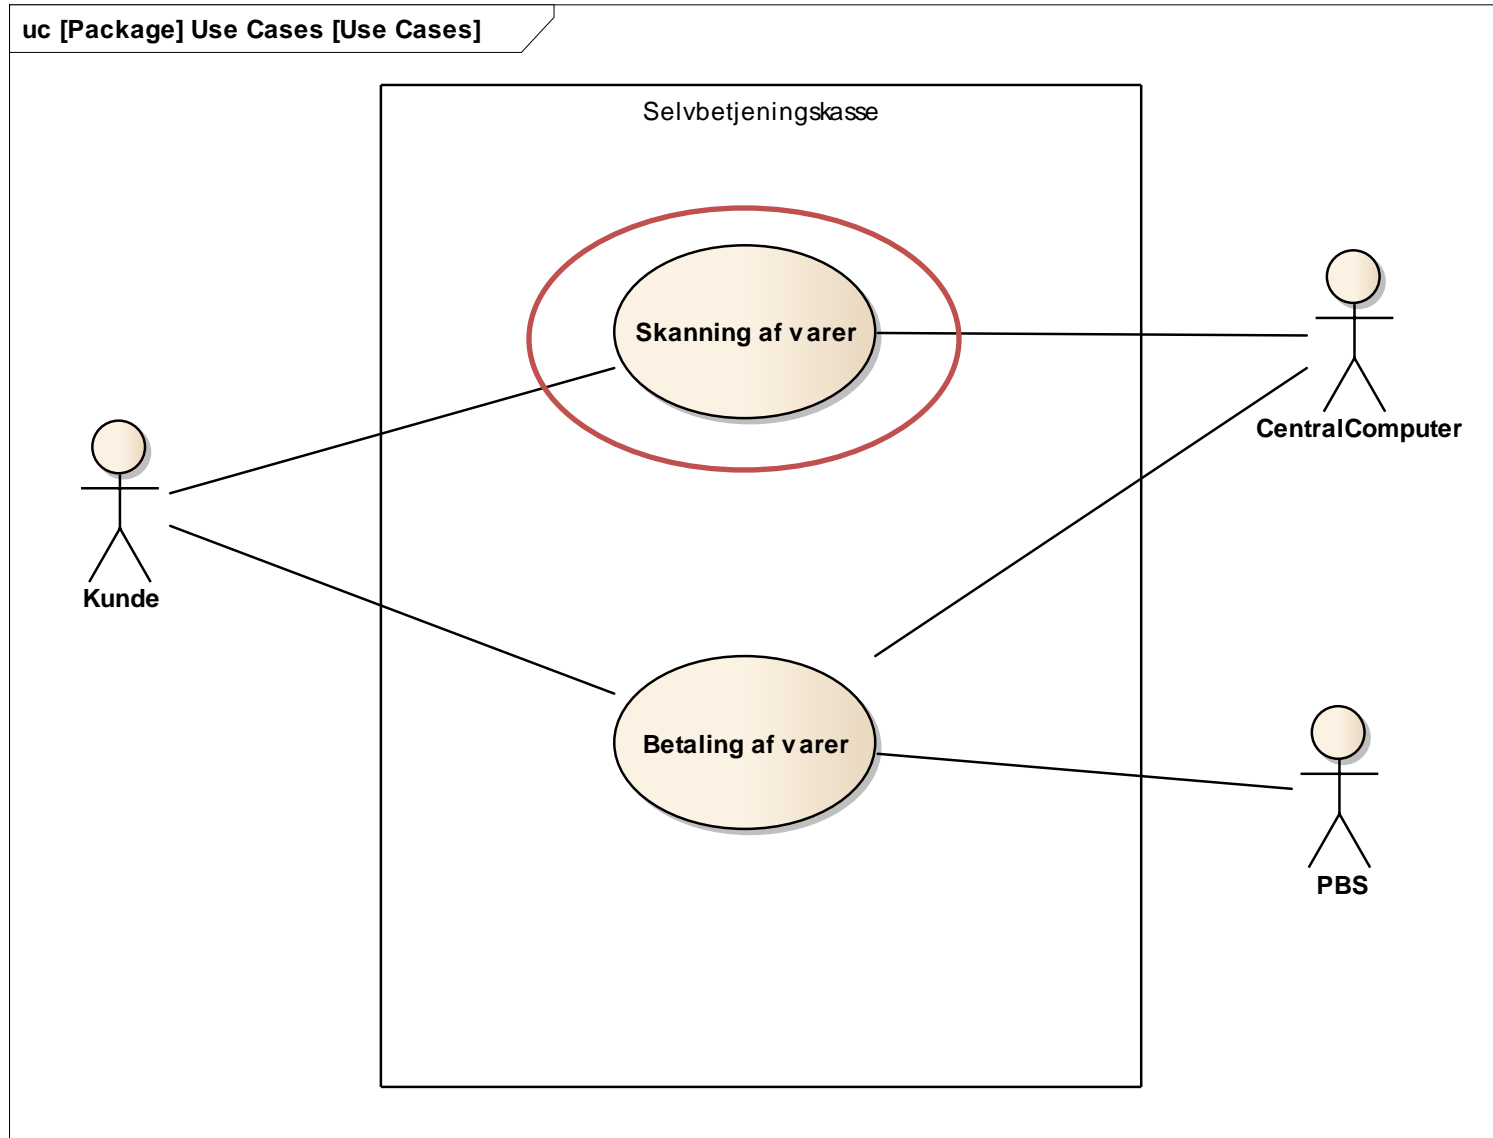 uc [Package] Use Cases [Use Cases]
Selvbetjeningskasse
Skanning af varer
CentralComputer
Kunde
Betaling af varer
PBS